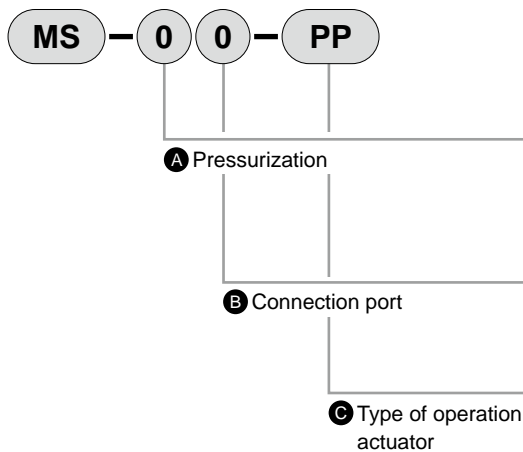 MS - 0 0 - PP
A Pressurization
B Connection port
C Type of operation
actuator